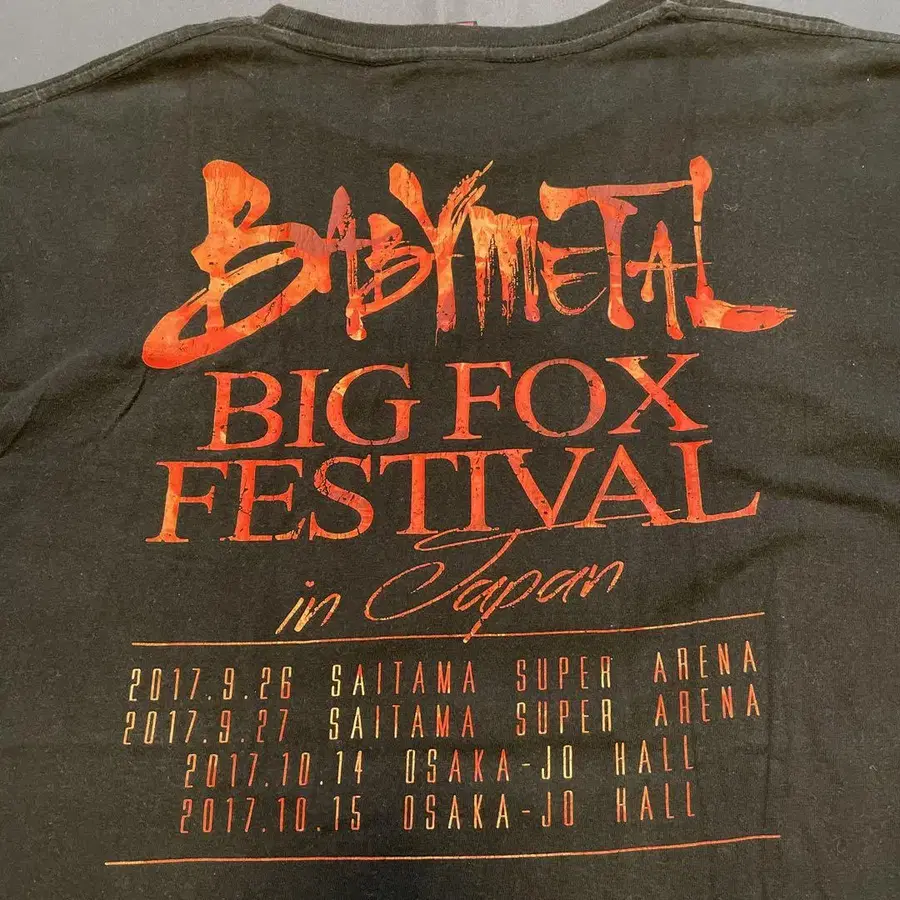 BABYMETAL
BIG FOX
FESTIVAL
in Japan
2017.9.26 SAITAMA SUPER ARENA
2017.9.27 SAITAMA SUPER ARENA
2017.10.14 OSAKA-JO HALL
2017.10.15 OSAKA-JO HALL